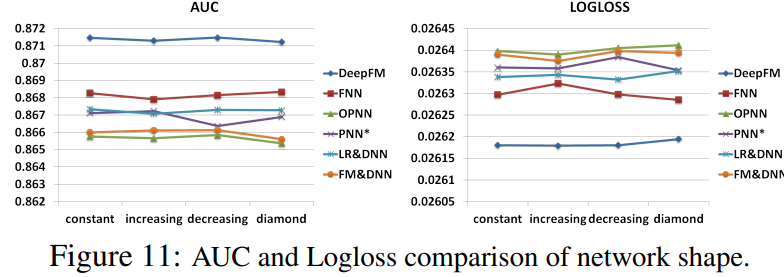 AUC
0.872
0.871
0.87
0.869
0.868
0.867
0.866
0.865
0.864
0.863
0.862
constant increasing decreasing diamond
DeepFM
FNN
OPNN
PNN*
LR&DNN
FM&DNN
LOGLOSS
0.02645
0.0264
0.02635
0.0263
0.02625
0.0262
0.02615
0.0261
0.02605
constant increasing decreasing diamond
DeepFM
FNN
OPNN
PNN*
LR&DNN
FM&DNN
Figure 11: AUC and Logloss comparison of network shape.